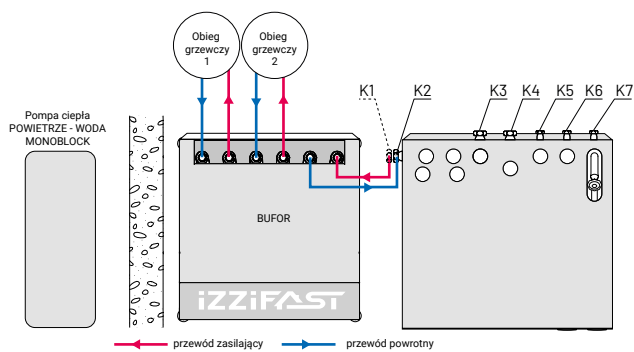 Obieg
grzewczy
1
Obieg
grzewczy
2
K1
K2
K3
K4
K5
K6
K7
Pompa ciepła
POWIETRZE - WODA
MONOBLOCK
BUFOR
iZZiFAST
przewód zasilający
przewód powrotny